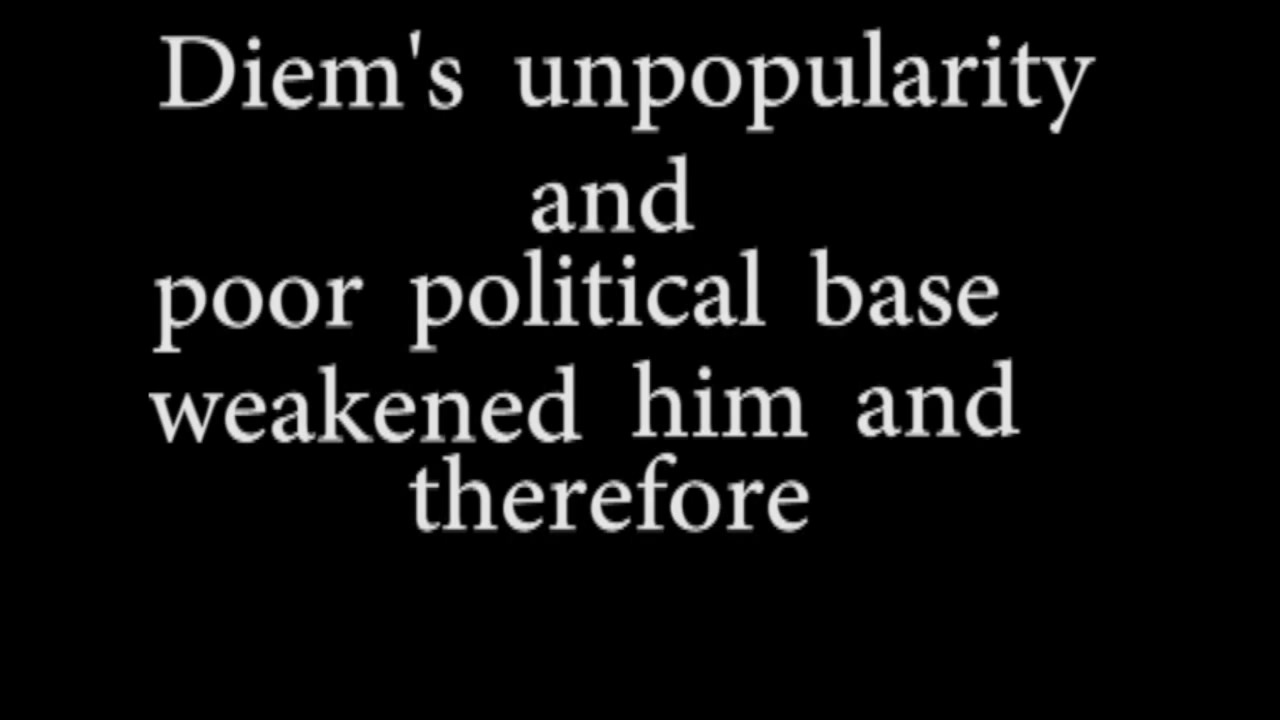 Diem's unpopularity
and
poor political base
weakened him and
therefore